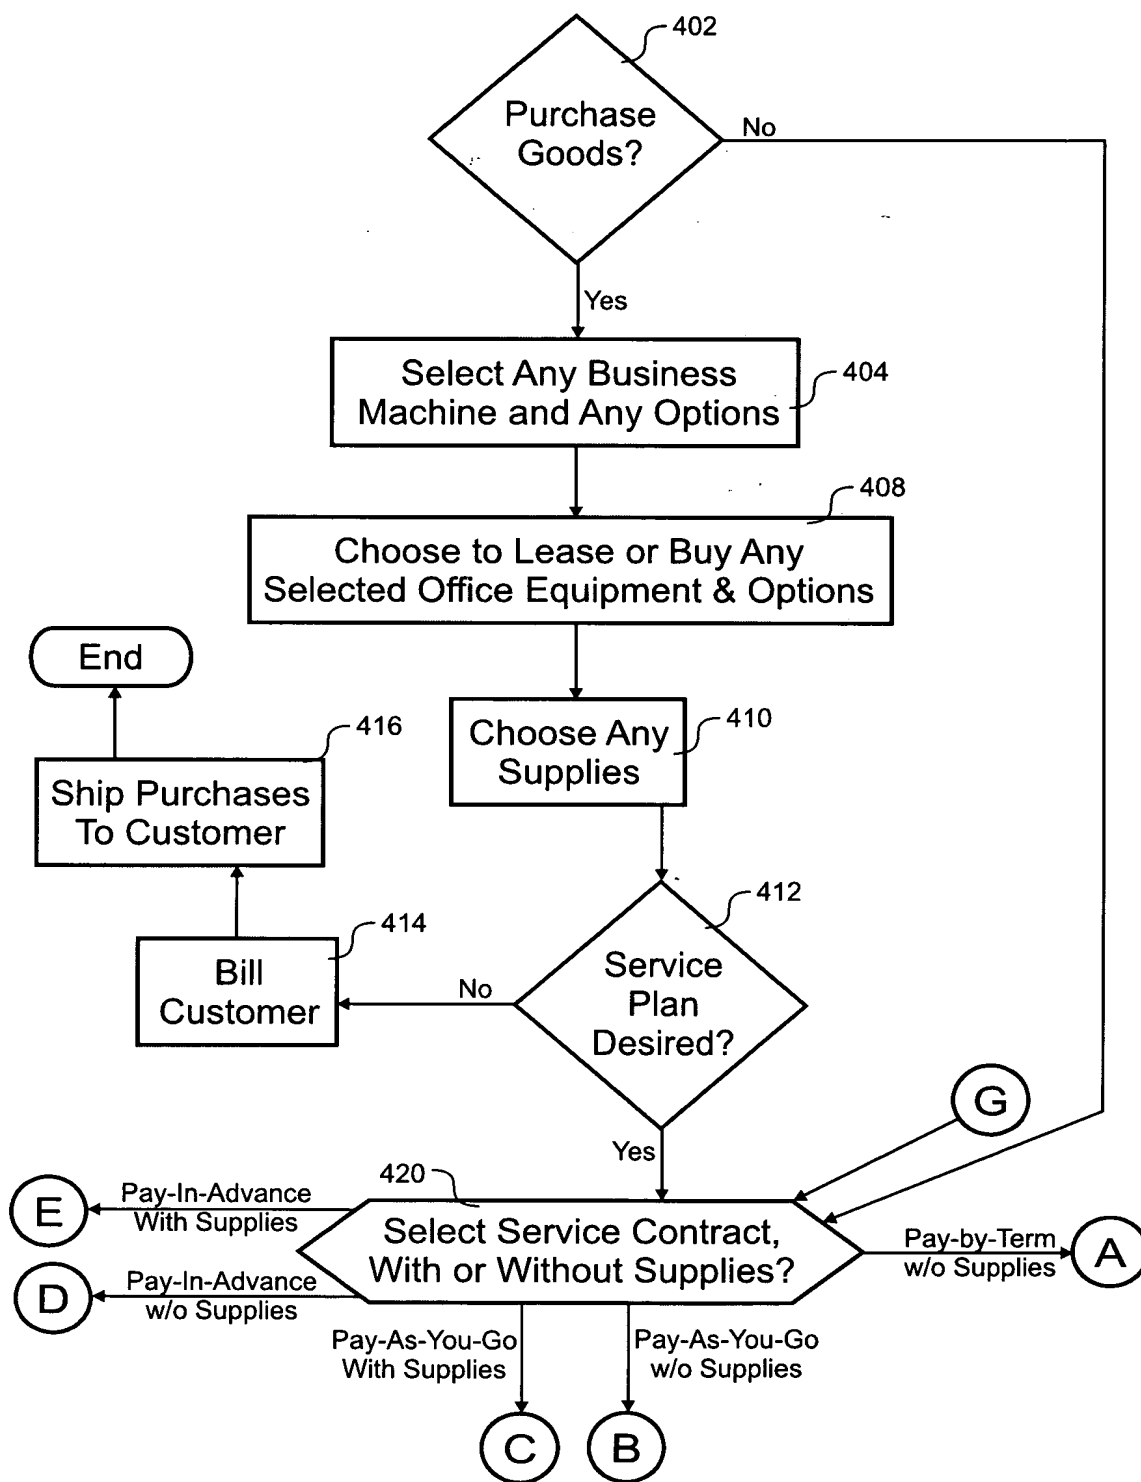 402
Purchase
Goods?
No
Yes
Select Any Business
Machine and Any Options
404
408
Choose to Lease or Buy Any
Selected Office Equipment & Options
End
416
Ship Purchases
To Customer
Choose Any
Supplies
410
412
414
Bill
Customer
No
Service
Plan
Desired?
G
Yes
420
E
Pay-In-Advance
With Supplies
Select Service Contract,
With or Without Supplies?
Pay-by-Term
w/o Supplies
A
D
Pay-In-Advance
w/o Supplies
Pay-As-You-Go
With Supplies
Pay-As-You-Go
w/o Supplies
C
B